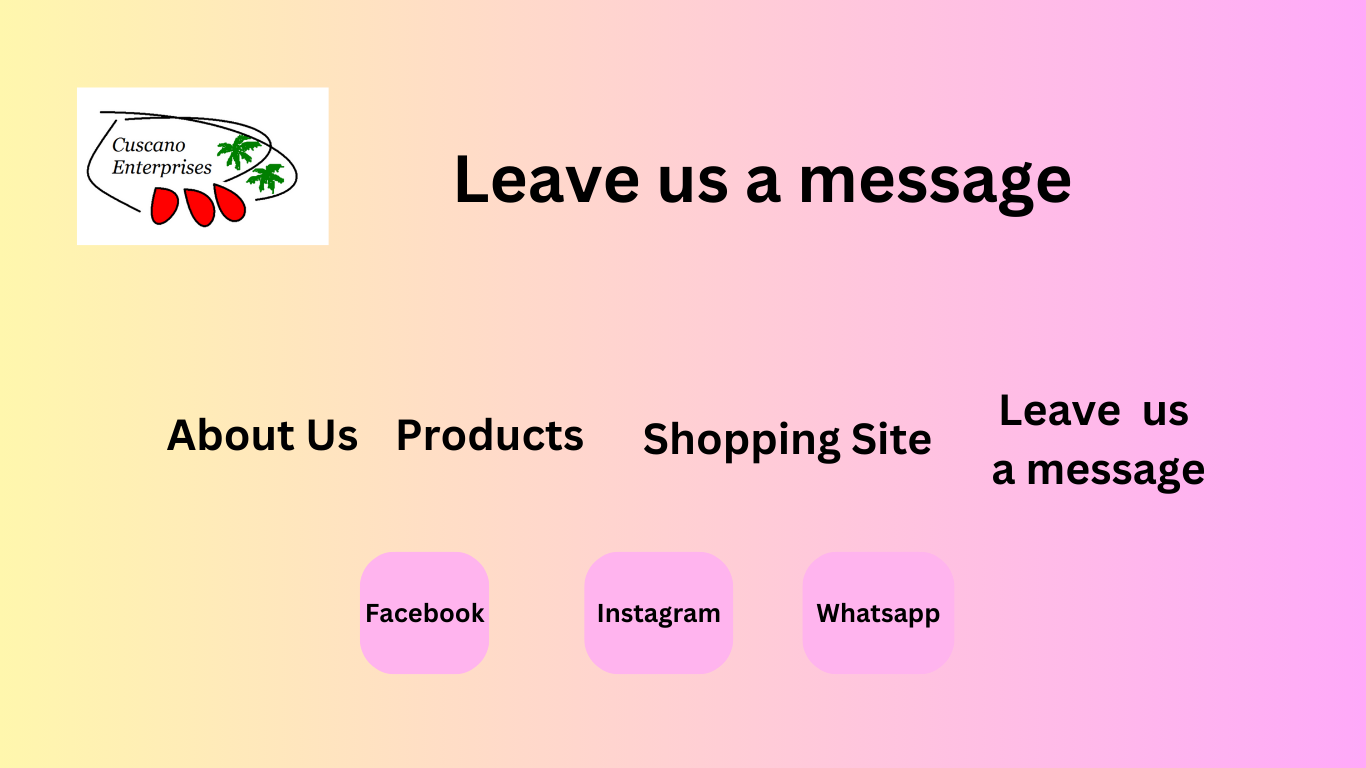 Cuscano
Enterprises
Leave us a message
About Us
Products
Shopping Site
Leave  us
a message
Facebook
Instagram
Whatsapp